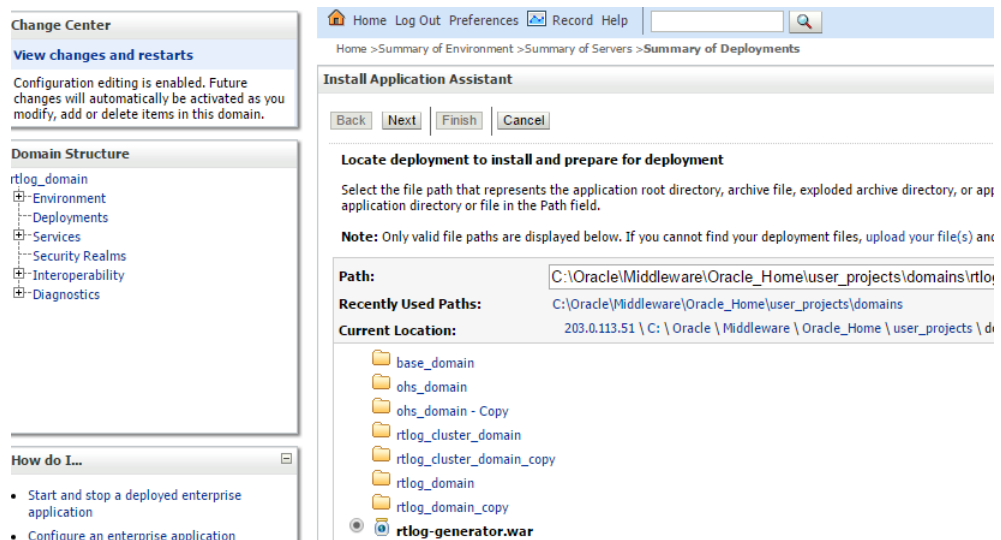 Change Center
View changes and restarts
Configuration editing is enabled. Future
changes will automatically be activated as you
modify, add or delete items in this domain.
Domain Structure
rtlog_domain
Environment
Deployments
Services
Security Realms
Interoperability
Diagnostics
How do I...
Start and stop a deployed enterprise
application
Configure an enterprise application
Home Log Out Preferences Record Help
Home >Summary of Environment >Summary of Servers >Summary of Deployments
Install Application Assistant
Back Next Finish Cancel
Locate deployment to install and prepare for deployment
Select the file path that represents the application root directory, archive file, exploded archive directory, or
application directory or file in the Path field.
Note: Only valid file paths are displayed below. If you cannot find your deployment files, upload your file(s)
Path: C:\Oracle\Middleware\Oracle_Home\user_projects\domains\
Recently Used Paths: C:\Oracle\Middleware\Oracle_Home\user_projects\domains
Current Location: 203.0.113.51 \ C: \ Oracle \ Middleware \ Oracle_Home \ user_projects \
base_domain
ohs_domain
ohs_domain - Copy
rtlog_cluster_domain
rtlog_cluster_domain_copy
rtlog_domain
rtlog_domain_copy
rtlog-generator.war